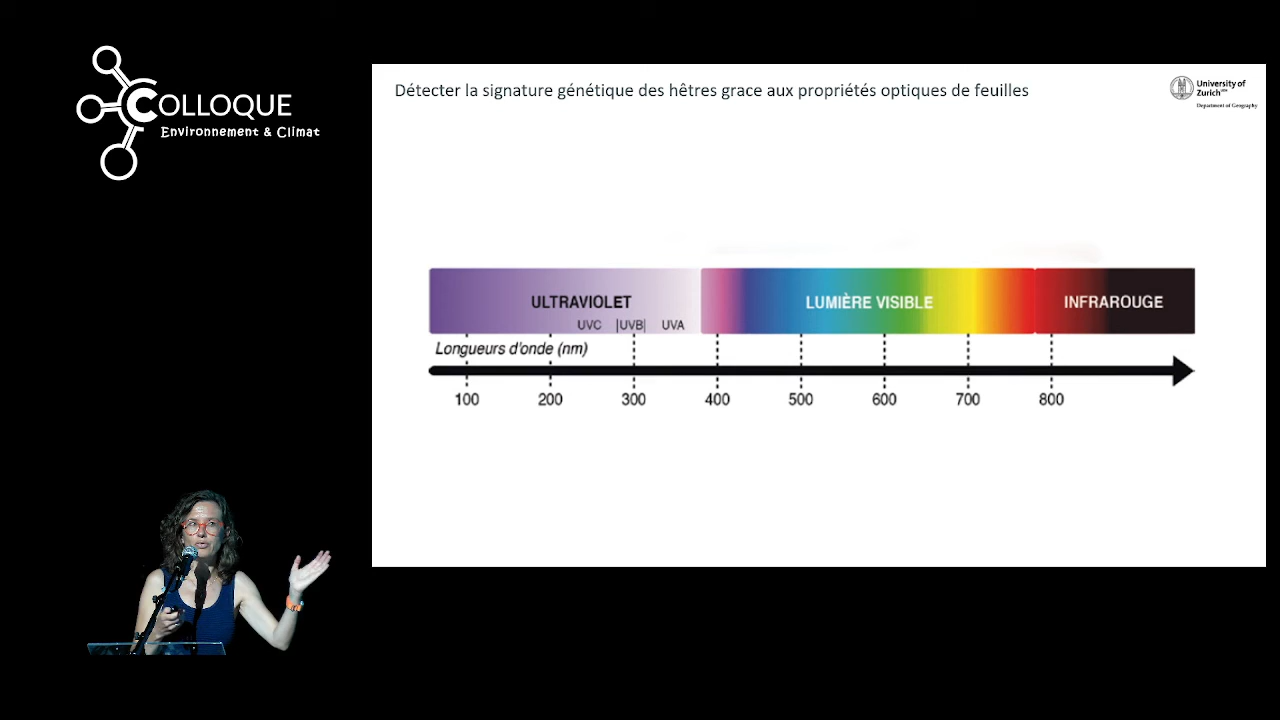 COLLOQUE
Environnement & Climat
Détecter la signature génétique des hêtres grace aux propriétés optiques de feuilles
University of
Zurich
Department of Geography
ULTRAVIOLET
LUMIÈRE VISIBLE
INFRAROUGE
UVC |UVB| UVA
Longueurs d'onde (nm)
100 200 300 400 500 600 700 800